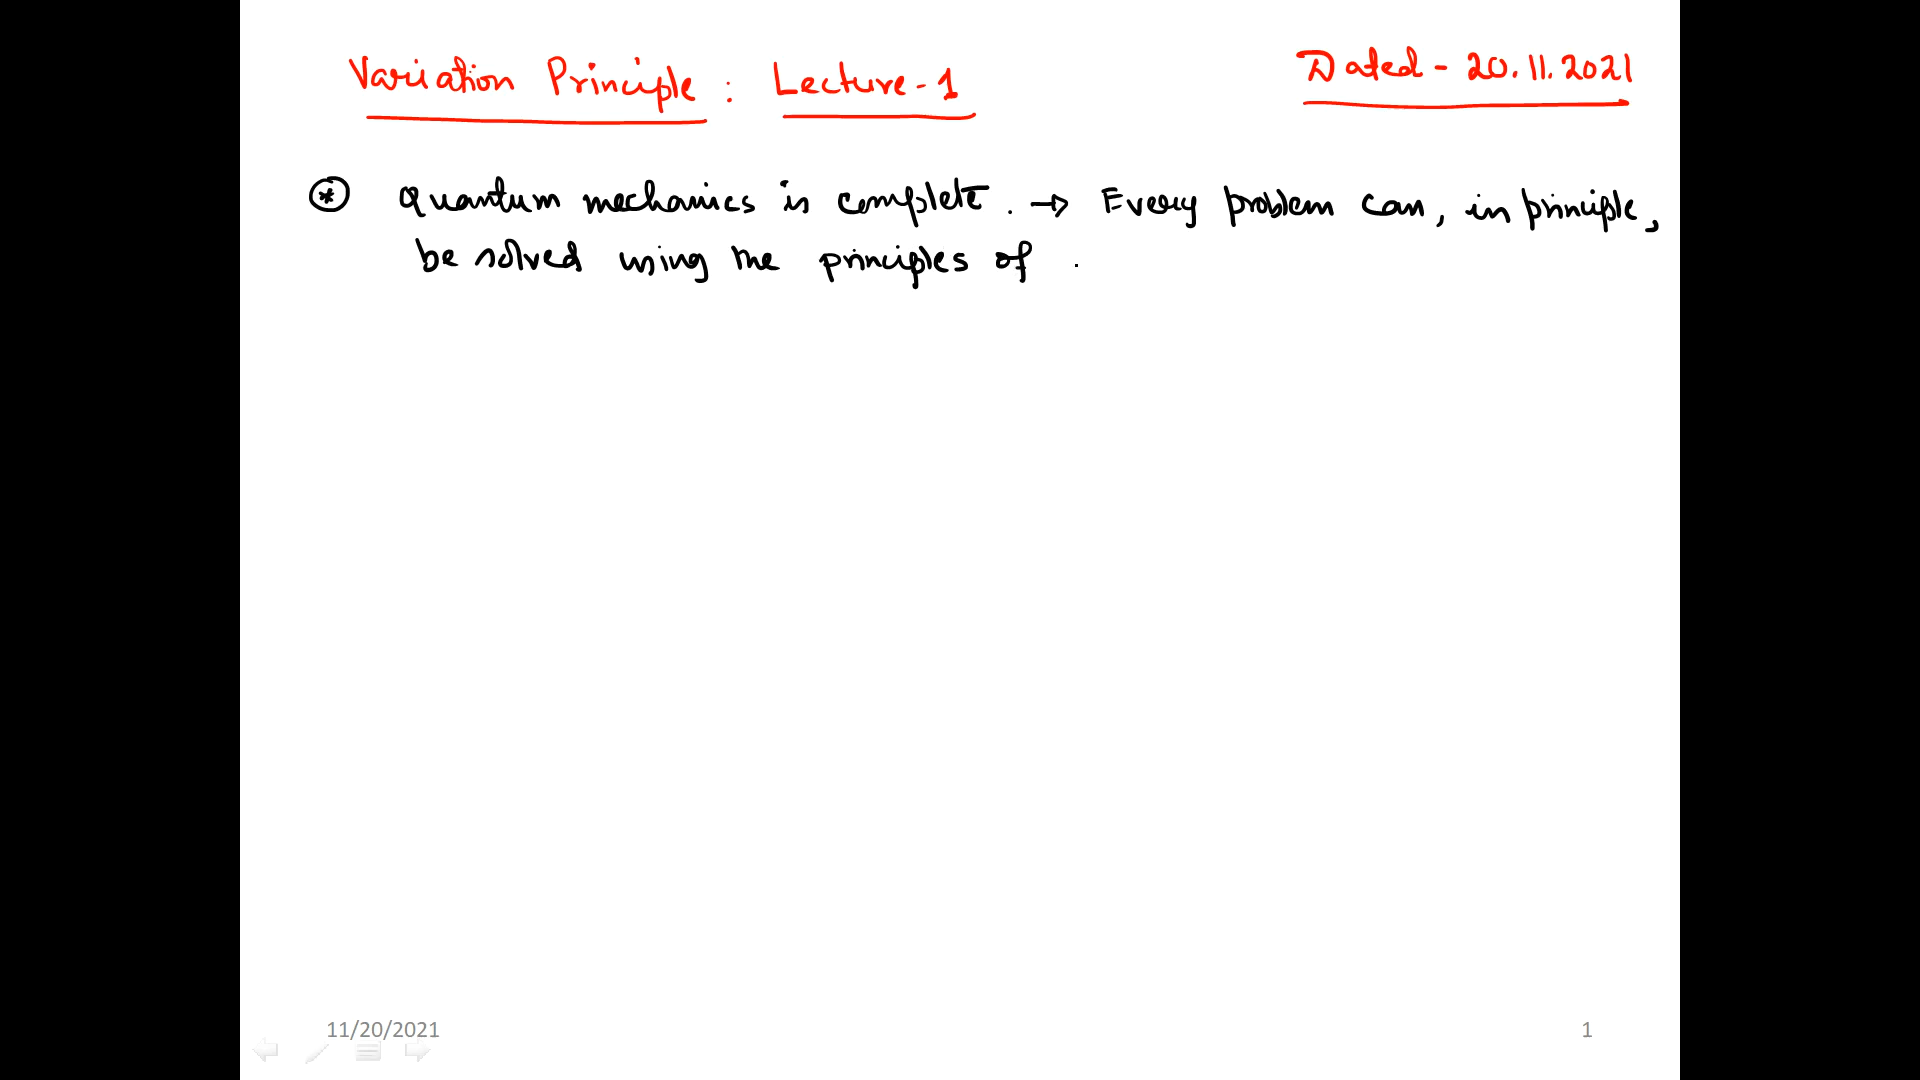 Variation Principle : Lecture-1
Dated - 20.11.2021
* Quantum mechanics is complete. → Every problem can, in principle,
be solved using the principles of
11/20/2021
1